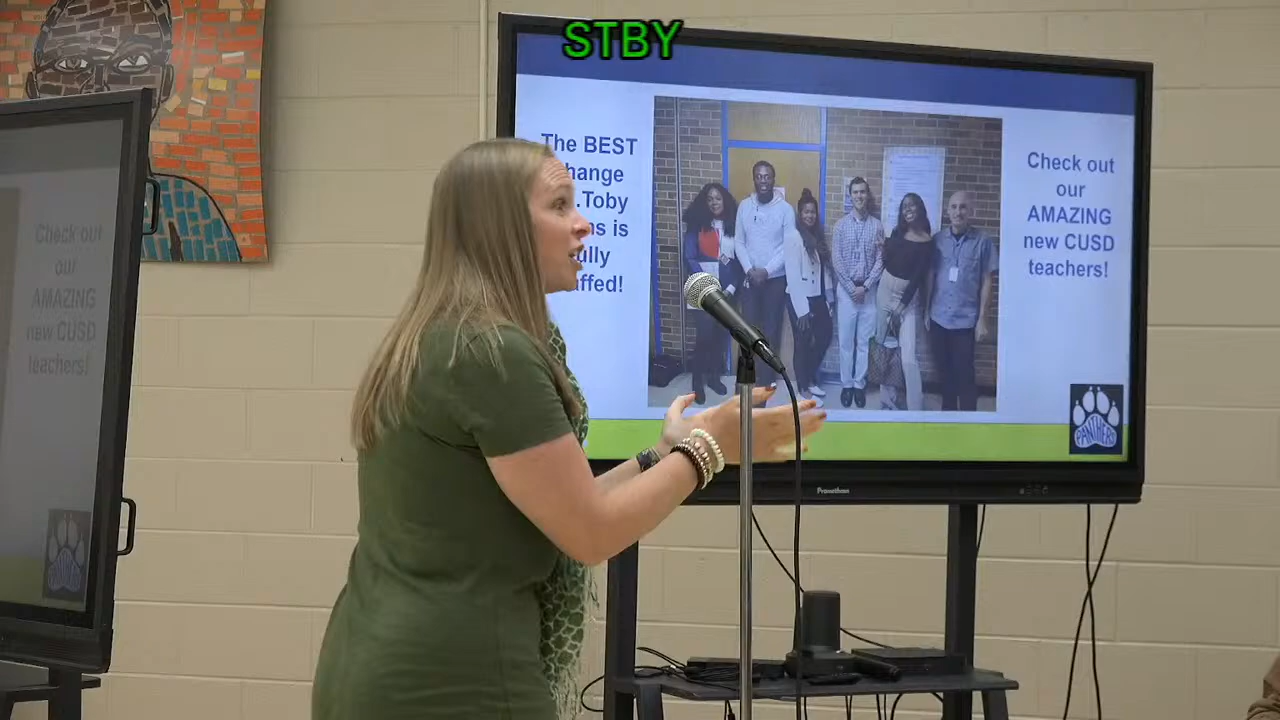 STBY
The BEST
hange
.Toby
ns is
ully
affed!
Check out
our
AMAZING
new CUSD
teachers!
PANTHERS
Promethean
Check out
our
AMAZING
new CUSD
teachers!